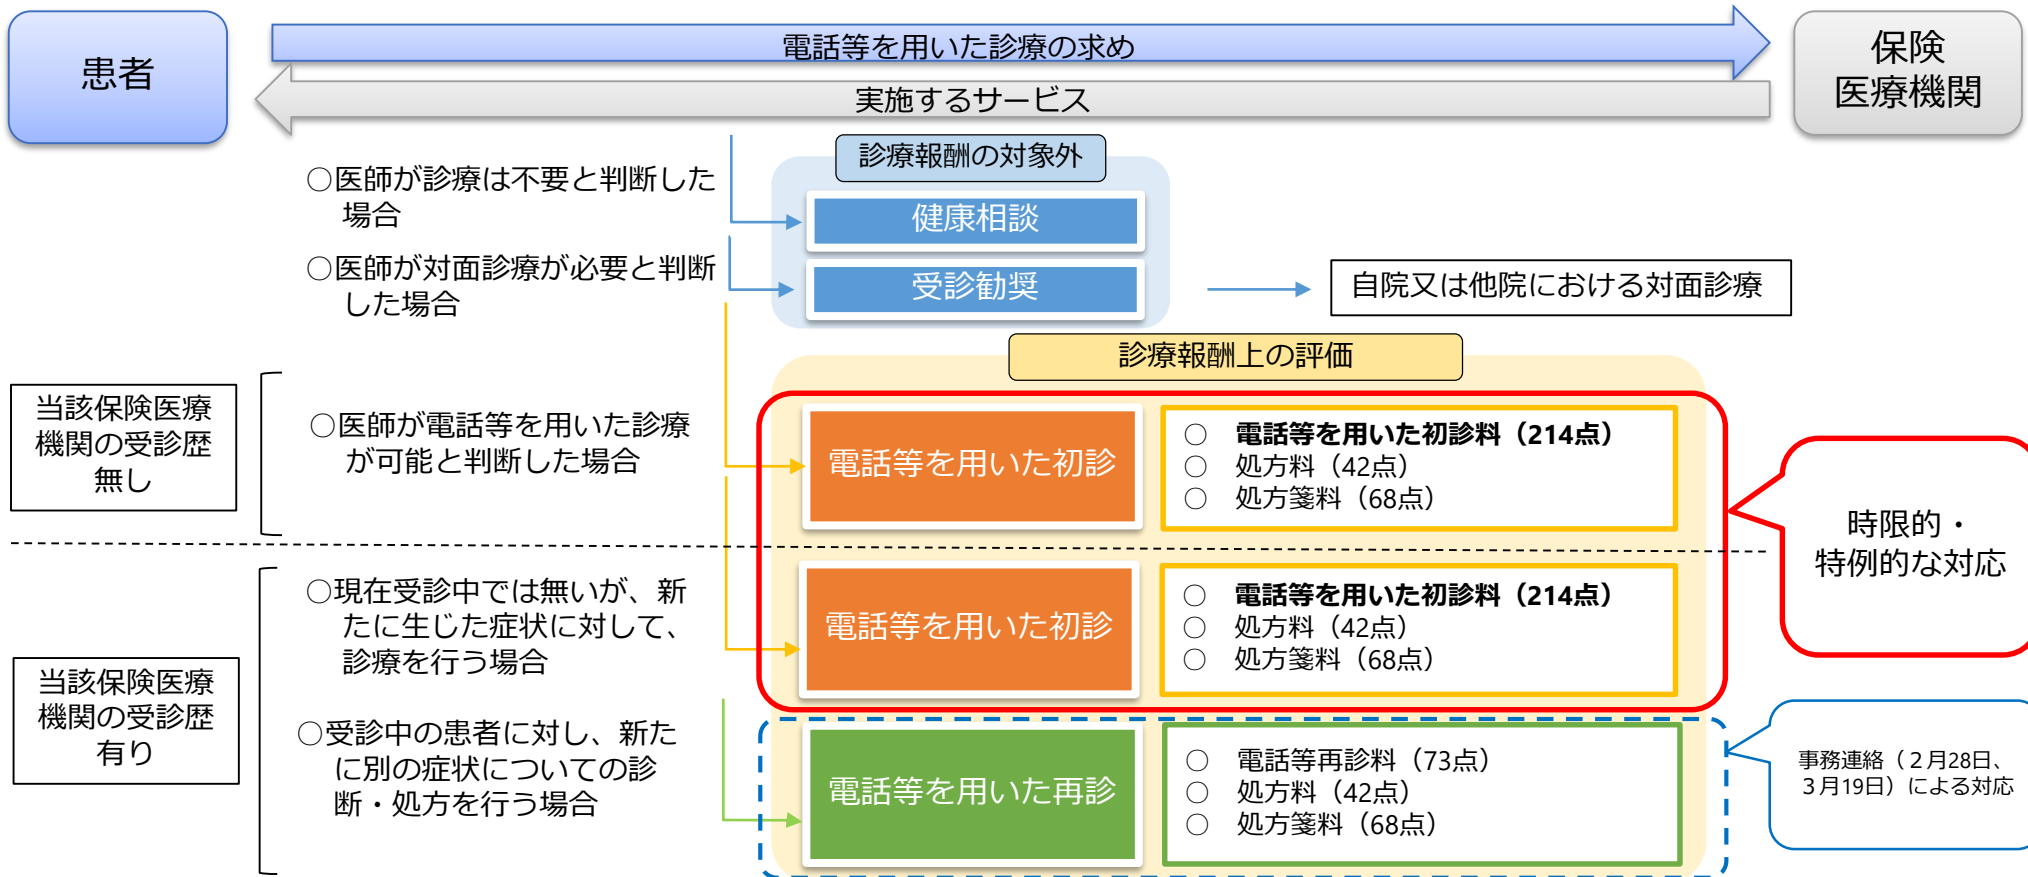 患者
電話等を用いた診療の求め
実施するサービス
保険
医療機関
診療報酬の対象外
○医師が診療は不要と判断した
場合
健康相談
○医師が対面診療が必要と判断
した場合
受診勧奨
自院又は他院における対面診療
診療報酬上の評価
当該保険医療
機関の受診歴
無し
○医師が電話等を用いた診療
が可能と判断した場合
電話等を用いた初診
○ 電話等を用いた初診料（214点）
○ 処方料（42点）
○ 処方箋料（68点）
時限的・
特例的な対応
当該保険医療
機関の受診歴
有り
○現在受診中では無いが、新
たに生じた症状に対して、
診療を行う場合
電話等を用いた初診
○ 電話等を用いた初診料（214点）
○ 処方料（42点）
○ 処方箋料（68点）
○受診中の患者に対し、新た
に別の症状についての診
断・処方を行う場合
電話等を用いた再診
○ 電話等再診料（73点）
○ 処方料（42点）
○ 処方箋料（68点）
事務連絡（２月28日、
３月19日）による対応